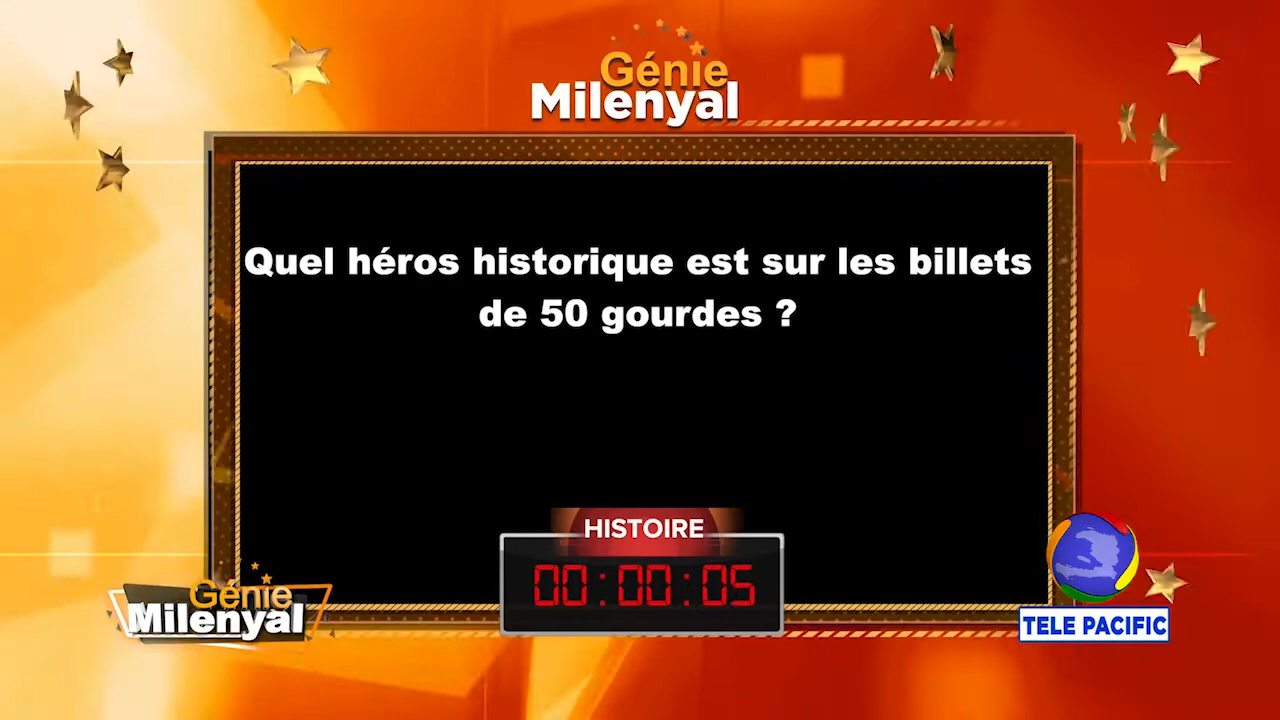 Génie
Milenyal
Quel héros historique est sur les billets
de 50 gourdes ?
HISTOIRE
00:00:05
Génie
Milenyal
TELE PACIFIC